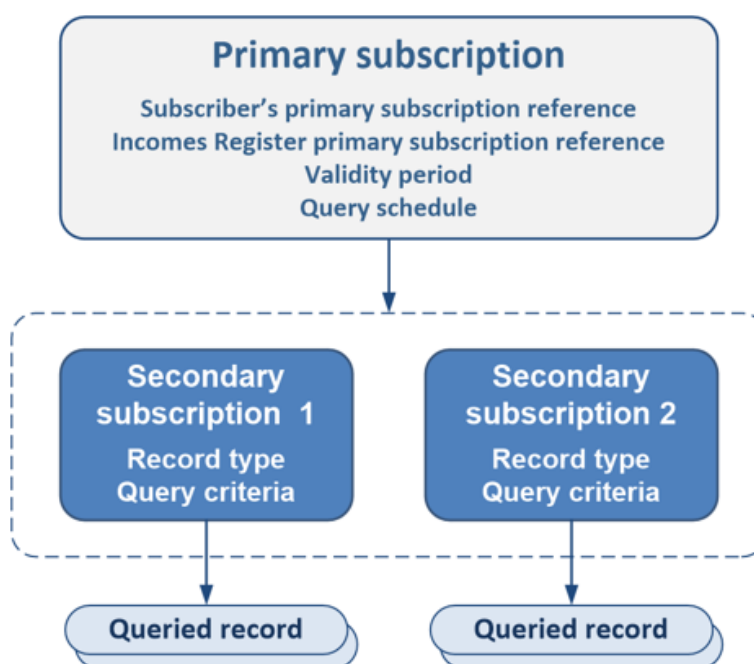 Primary subscription
Subscriber's primary subscription reference
Incomes Register primary subscription reference
Validity period
Query schedule
Secondary
subscription 1
Record type
Query criteria
Secondary
subscription 2
Record type
Query criteria
Queried record
Queried record